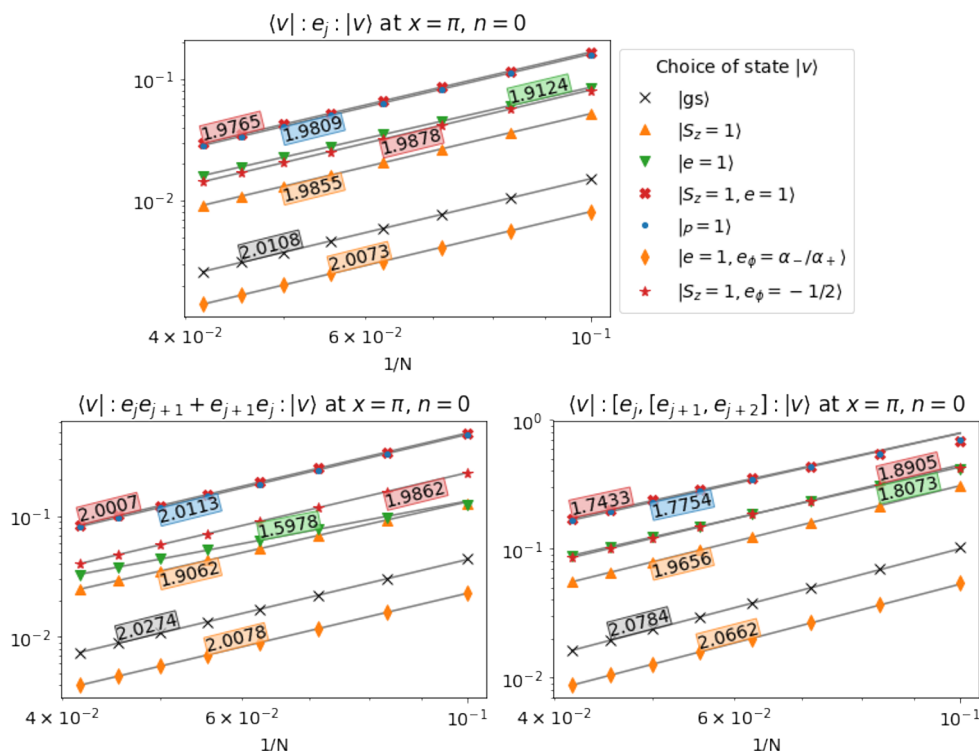 ⟨v| : e_j : |v⟩ at x = π, n = 0
10^{-1}
10^{-2}
1.9765
1.9809
1.9124
1.9878
1.9855
2.0108
2.0073
4 × 10^{-2}
6 × 10^{-2}
10^{-1}
1/N
Choice of state |v⟩
|gs⟩
|S_z = 1⟩
|e = 1⟩
|S_z = 1, e = 1⟩
|_p = 1⟩
|e = 1, e_ϕ = α_−/α_+⟩
|S_z = 1, e_ϕ = − 1/2⟩
⟨v| : e_j e_{j+1} + e_{j+1} e_j : |v⟩ at x = π, n = 0
10^{-1}
10^{-2}
2.0007
2.0113
1.9862
1.5978
1.9062
2.0274
2.0078
4 × 10^{-2}
6 × 10^{-2}
10^{-1}
1/N
⟨v| : [e_j, [e_{j+1}, e_{j+2}] : |v⟩ at x = π, n = 0
10^0
10^{-1}
10^{-2}
1.7433
1.7754
1.8905
1.8073
1.9656
2.0784
2.0662
4 × 10^{-2}
6 × 10^{-2}
10^{-1}
1/N